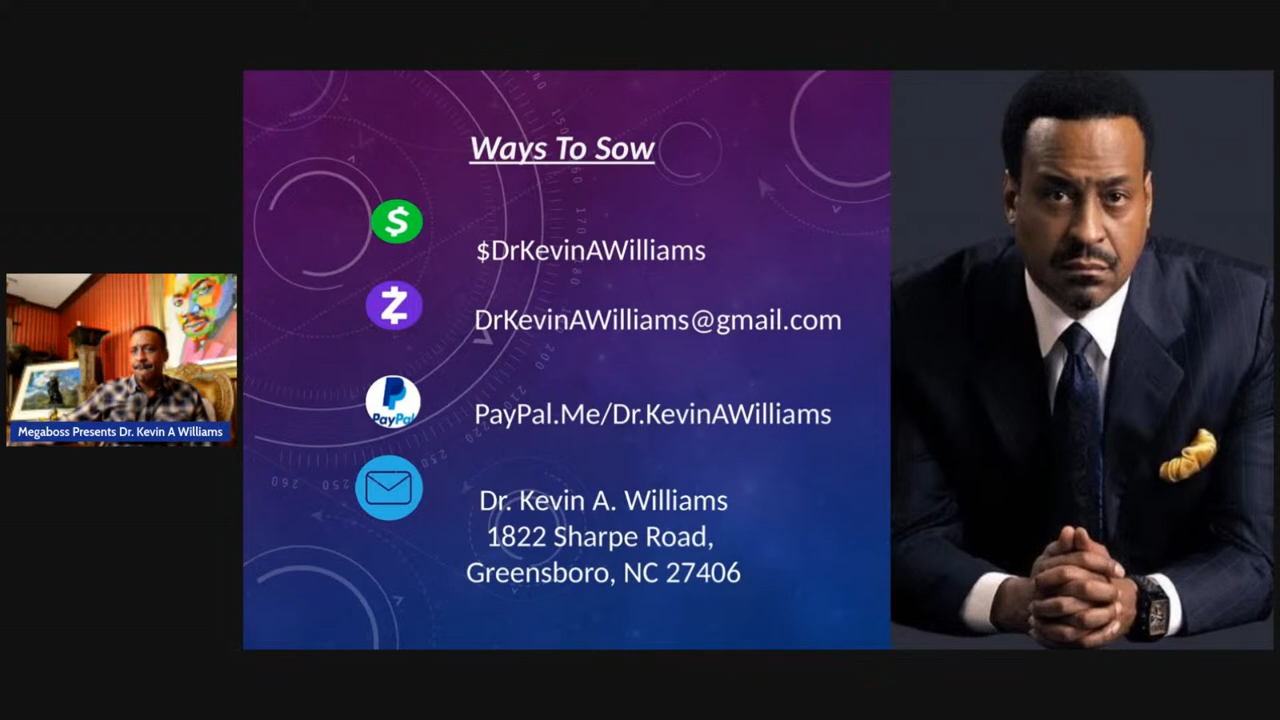 Ways To Sow
$
$DrKevinAWilliams
DrKevinAWilliams@gmail.com
PayPal
PayPal.Me/Dr.KevinAWilliams
Dr. Kevin A. Williams
1822 Sharpe Road,
Greensboro, NC 27406
Megaboss Presents Dr. Kevin A Williams